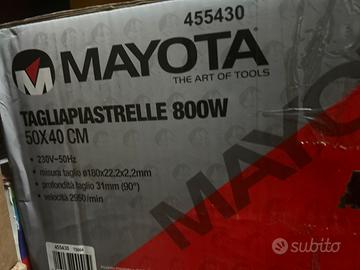 455430
MAYOTA
THE ART OF TOOLS
TAGLIAPIASTRELLE 800W
50X40 CM
• 230V~50Hz
• misura taglio ø180x22,2x2,2mm
• profondità taglio 31mm (90°)
• velocità 2950/min
MAYO
455430
subito